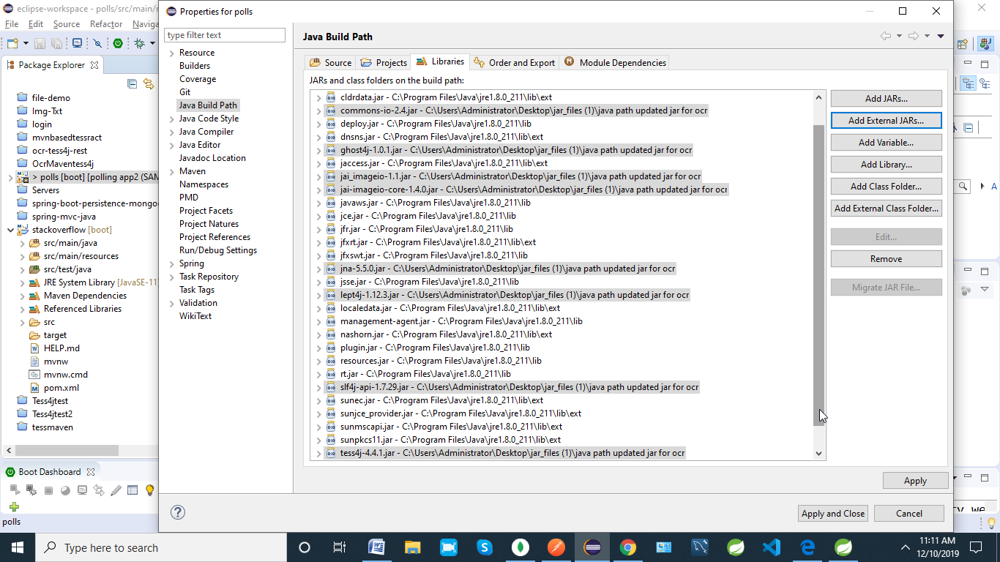 eclipse-workspace - polls/src/main/r
File Edit Source Refactor Naviga
Package Explorer
file-demo
Img-Txt
login
mvnbasedtessract
ocr-tess4j-rest
OcrMaventess4j
> polls [boot] [polling app2 (SAM
Servers
spring-boot-persistence-mongo
spring-mvc-java
stackoverflow [boot]
src/main/java
src/main/resources
src/test/java
JRE System Library [JavaSE-11]
Maven Dependencies
Referenced Libraries
src
target
HELP.md
mvnw
mvnw.cmd
pom.xml
Tess4jtest
Tess4jtest2
tessmaven
Boot Dashboard
polls
Properties for polls
type filter text
Resource
Builders
Coverage
Git
Java Build Path
Java Code Style
Java Compiler
Java Editor
Javadoc Location
Maven
Namespaces
PMD
Project Facets
Project Natures
Project References
Run/Debug Settings
Spring
Task Repository
Task Tags
Validation
WikiText
Java Build Path
Source Projects Libraries Order and Export Module Dependencies
JARs and class folders on the build path:
cldrdata.jar - C:\Program Files\Java\jre1.8.0_211\lib\ext
commons-io-2.4.jar - C:\Users\Administrator\Desktop\jar_files (1)\java path updated jar for ocr
deploy.jar - C:\Program Files\Java\jre1.8.0_211\lib
dnsns.jar - C:\Program Files\Java\jre1.8.0_211\lib\ext
ghost4j-1.0.1.jar - C:\Users\Administrator\Desktop\jar_files (1)\java path updated jar for ocr
jaccess.jar - C:\Program Files\Java\jre1.8.0_211\lib\ext
jai_imageio-1.1.jar - C:\Users\Administrator\Desktop\jar_files (1)\java path updated jar for ocr
jai-imageio-core-1.4.0.jar - C:\Users\Administrator\Desktop\jar_files (1)\java path updated jar for ocr
javaws.jar - C:\Program Files\Java\jre1.8.0_211\lib
jce.jar - C:\Program Files\Java\jre1.8.0_211\lib
jfr.jar - C:\Program Files\Java\jre1.8.0_211\lib
jfxrt.jar - C:\Program Files\Java\jre1.8.0_211\lib\ext
jfxswt.jar - C:\Program Files\Java\jre1.8.0_211\lib
jna-5.5.0.jar - C:\Users\Administrator\Desktop\jar_files (1)\java path updated jar for ocr
jsse.jar - C:\Program Files\Java\jre1.8.0_211\lib
lept4j-1.12.3.jar - C:\Users\Administrator\Desktop\jar_files (1)\java path updated jar for ocr
localedata.jar - C:\Program Files\Java\jre1.8.0_211\lib\ext
management-agent.jar - C:\Program Files\Java\jre1.8.0_211\lib
nashorn.jar - C:\Program Files\Java\jre1.8.0_211\lib\ext
plugin.jar - C:\Program Files\Java\jre1.8.0_211\lib
resources.jar - C:\Program Files\Java\jre1.8.0_211\lib
rt.jar - C:\Program Files\Java\jre1.8.0_211\lib
slf4j-api-1.7.29.jar - C:\Users\Administrator\Desktop\jar_files (1)\java path updated jar for ocr
sunec.jar - C:\Program Files\Java\jre1.8.0_211\lib\ext
sunjce_provider.jar - C:\Program Files\Java\jre1.8.0_211\lib\ext
sunmscapi.jar - C:\Program Files\Java\jre1.8.0_211\lib\ext
sunpkcs11.jar - C:\Program Files\Java\jre1.8.0_211\lib\ext
tess4j-4.4.1.jar - C:\Users\Administrator\Desktop\jar_files (1)\java path updated jar for ocr
Add JARs...
Add External JARs...
Add Variable...
Add Library...
Add Class Folder...
Add External Class Folder...
Edit...
Remove
Migrate JAR File...
Apply
Apply and Close Cancel
A
Type here to search
11:11 AM
12/10/2019